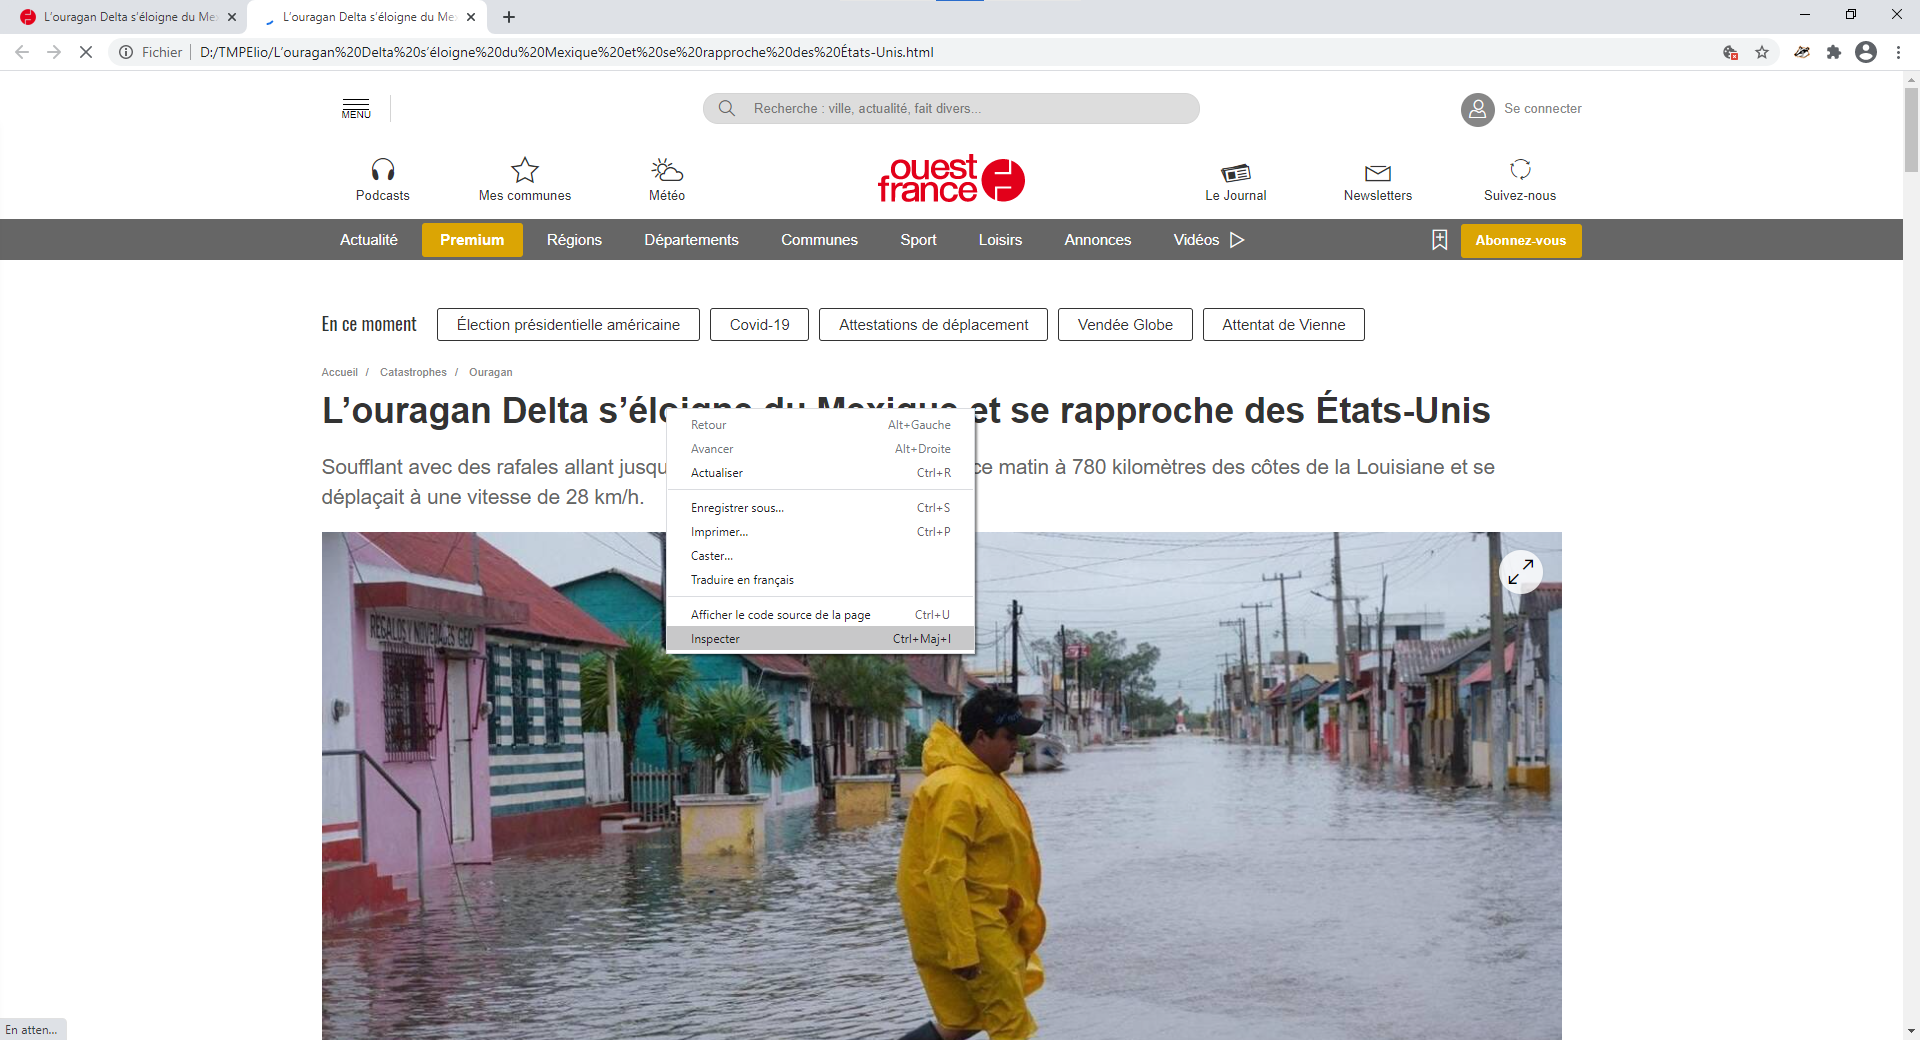 L'ouragan Delta s'éloigne du Me
L'ouragan Delta s'éloigne du Me
Fichier
D:/TMPElio/L'ouragan%20Delta%20s'éloigne%20du%20Mexique%20et%20se%20rapproche%20des%20États-Unis.html
MENU
Recherche : ville, actualité, fait divers...
Se connecter
Podcasts
Mes communes
Météo
ouest
france
Le Journal
Newsletters
Suivez-nous
Actualité Premium Régions Départements Communes Sport Loisirs Annonces Vidéos Abonnez-vous
En ce moment Élection présidentielle américaine Covid-19 Attestations de déplacement Vendée Globe Attentat de Vienne
Accueil / Catastrophes / Ouragan
L'ouragan Delta s'éloigne du Mexique et se rapproche des États-Unis
Soufflant avec des rafales allant ce matin à 780 kilomètres des côtes de la Louisiane et se
déplaçait à une vitesse de 28 km/h.
Retour Alt+Gauche
Avancer Alt+Droite
Actualiser Ctrl+R
Enregistrer sous... Ctrl+S
Imprimer... Ctrl+P
Caster...
Traduire en français
Afficher le code source de la page Ctrl+U
Inspecter Ctrl+Maj+I
REGALOS Y NOVEDADES
En atten...